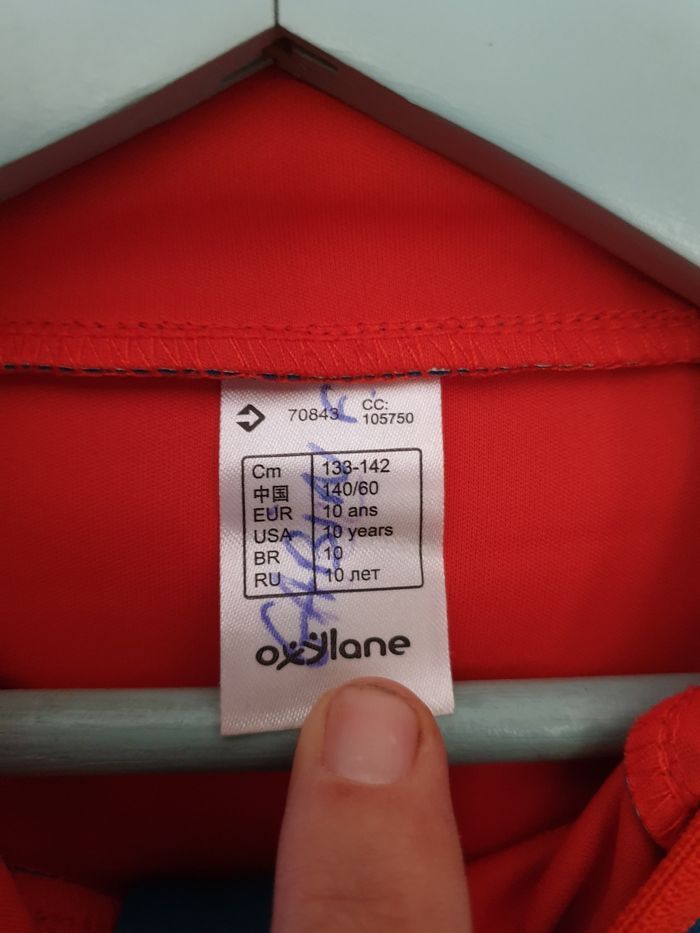 70843 CC:
105750
Cm 133-142
中国 140/60
EUR 10 ans
USA 10 years
BR 10
RU 10 лет
oxylane